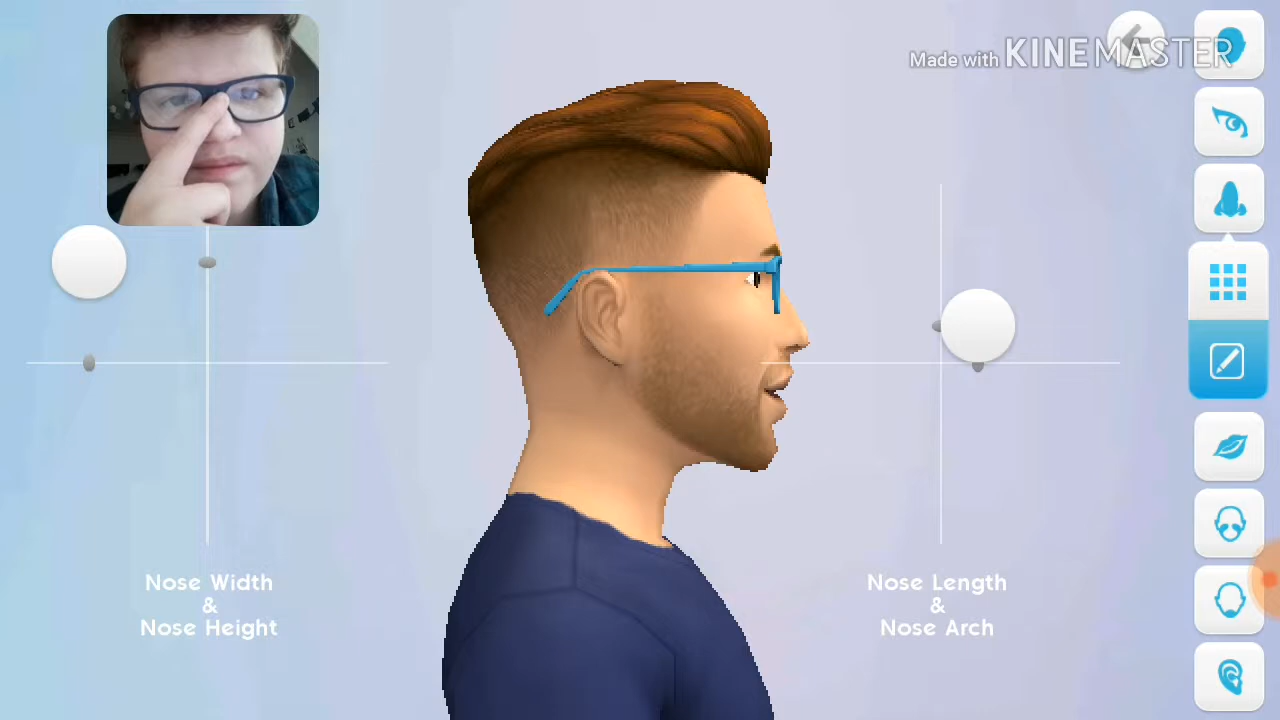 Made with KINEMASTER
Nose Width
&
Nose Height
Nose Length
&
Nose Arch